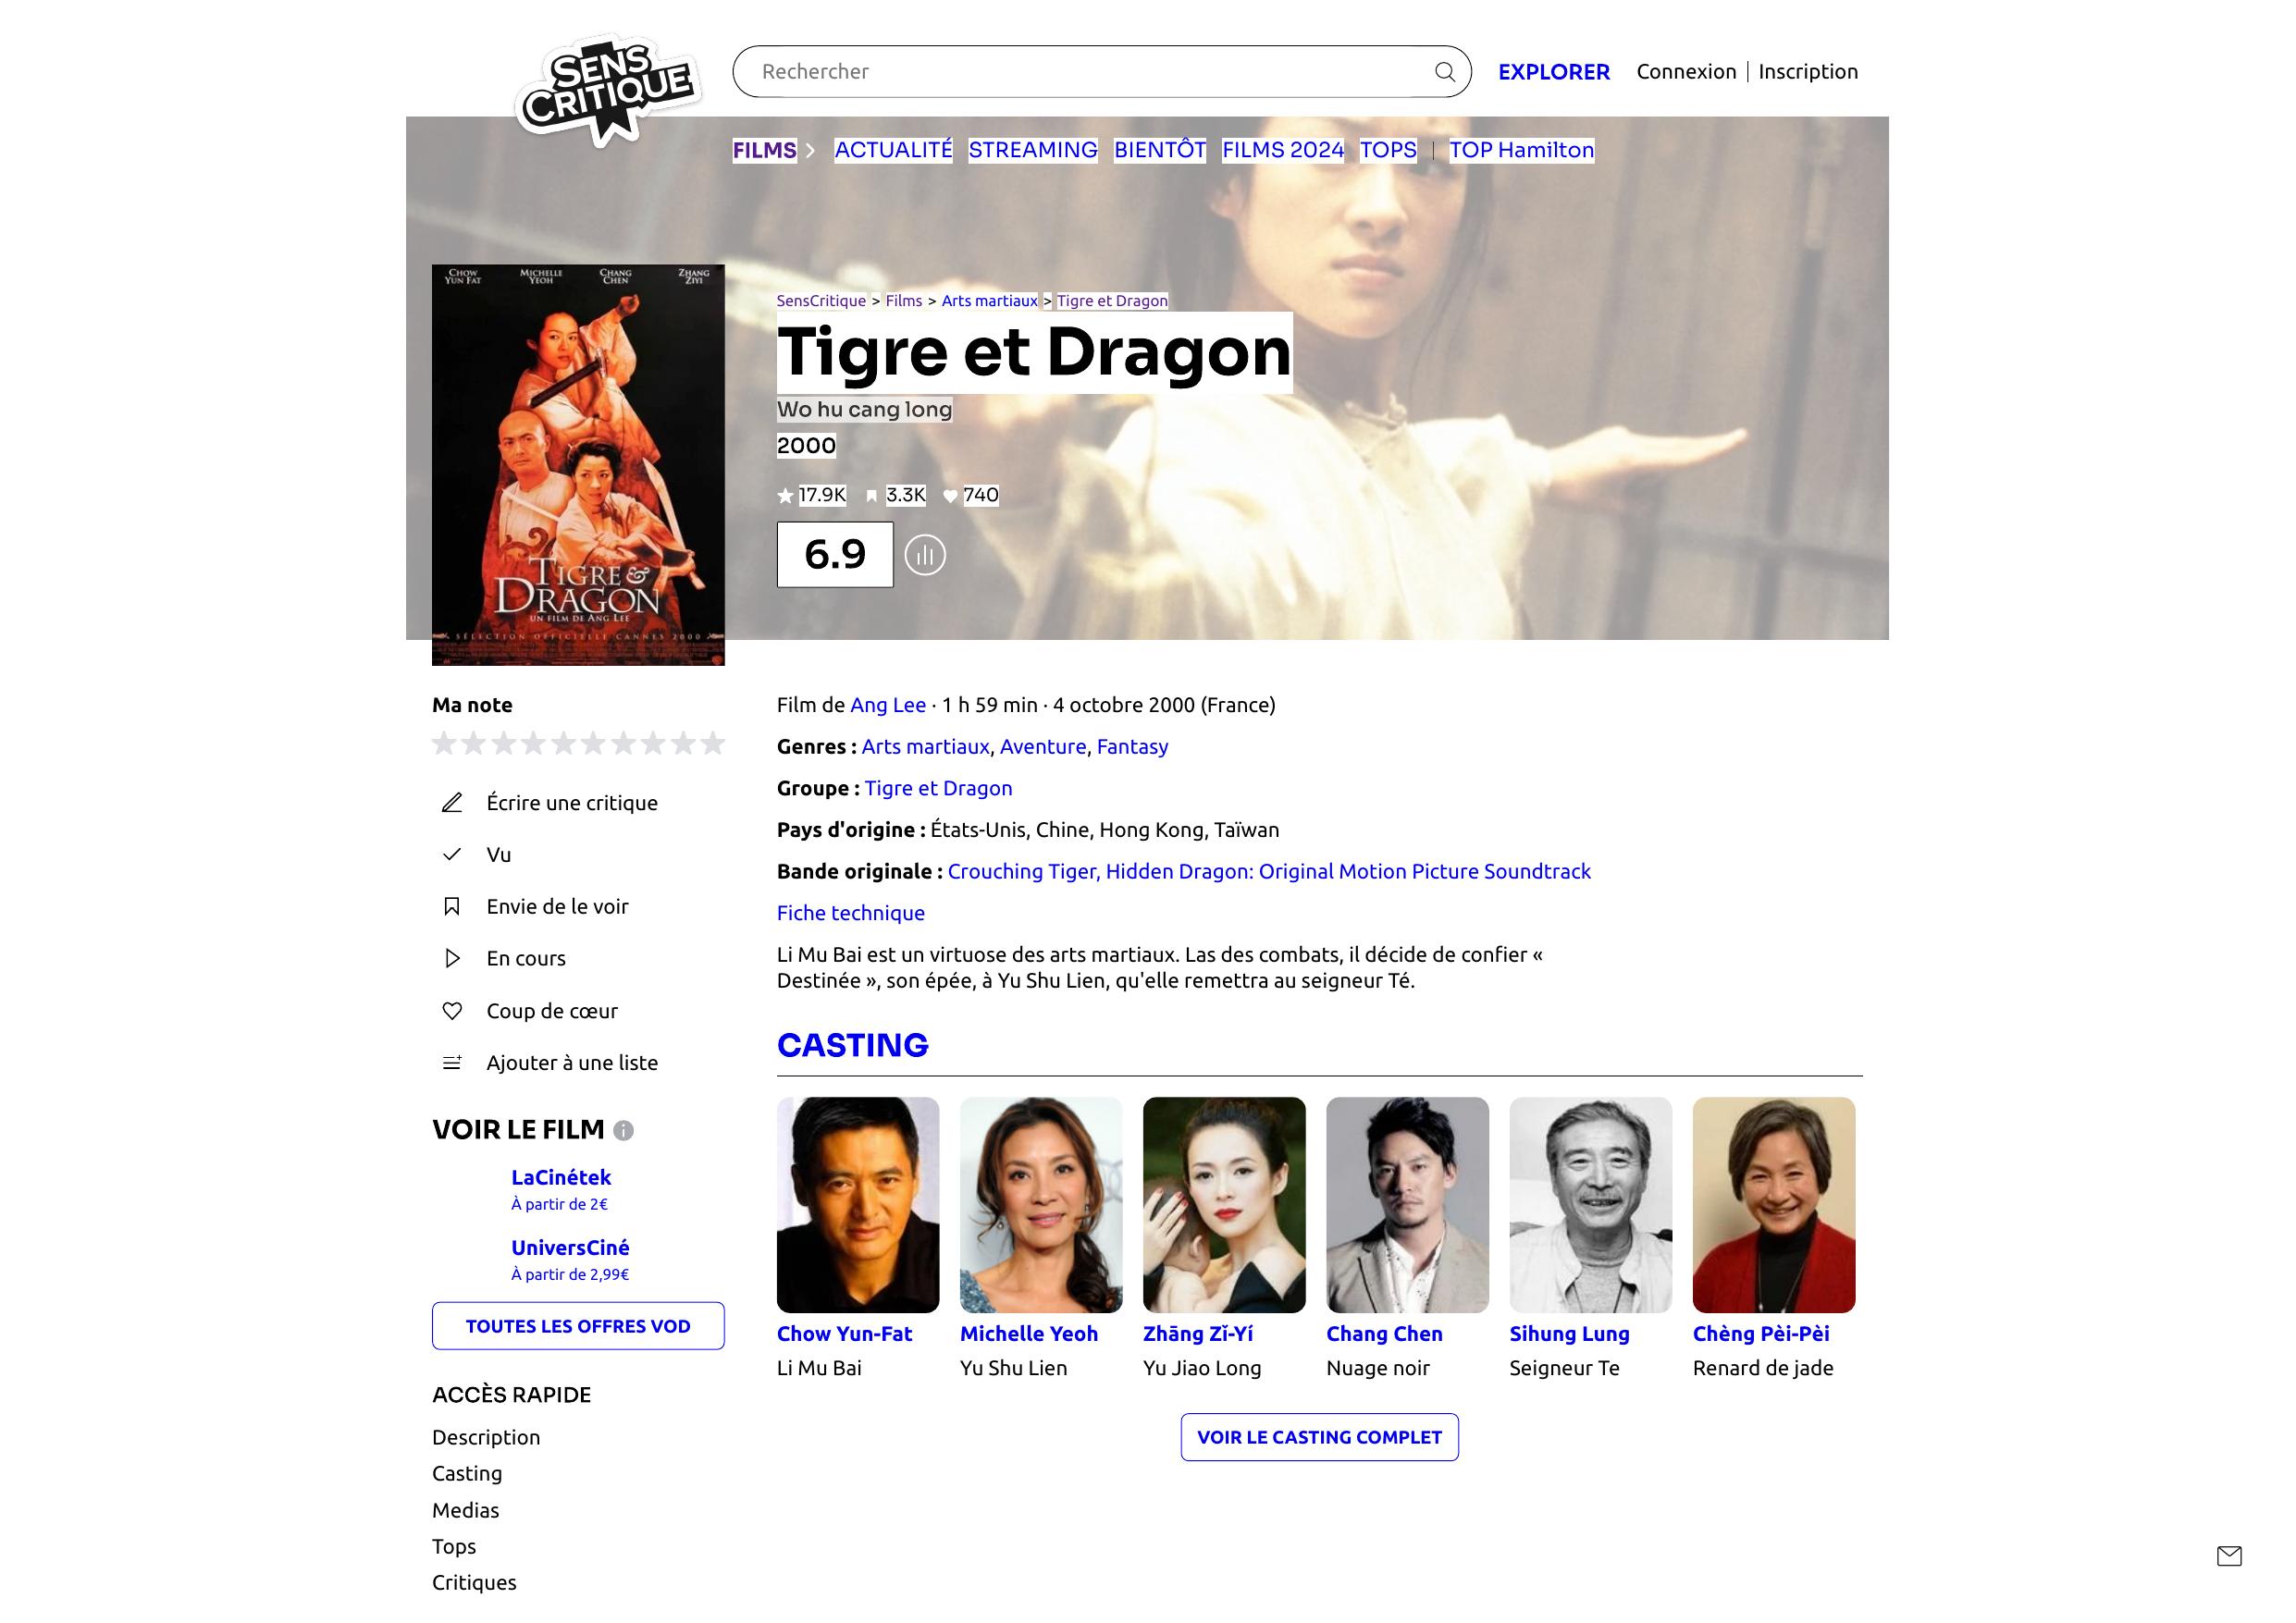 SENS
CRITIQUE
Rechercher
EXPLORER
Connexion | Inscription
FILMS
ACTUALITÉ
STREAMING
BIENTÔT
FILMS 2024
TOPS
|
TOP Hamilton
CHOW YUN FAT
MICHELLE YEOH
CHANG CHEN
ZHANG ZIYI
TIGRE &
DRAGON
UN FILM DE ANG LEE
SÉLECTION OFFICIELLE CANNES 2000
SensCritique > Films > Arts martiaux > Tigre et Dragon
Tigre et Dragon
Wo hu cang long
2000
17.9K 3.3K 740
6.9
Ma note
Écrire une critique
Vu
Envie de le voir
En cours
Coup de cœur
Ajouter à une liste
VOIR LE FILM
LaCinétek
À partir de 2€
UniversCiné
À partir de 2,99€
TOUTES LES OFFRES VOD
ACCÈS RAPIDE
Description
Casting
Medias
Tops
Critiques
Film de Ang Lee · 1 h 59 min · 4 octobre 2000 (France)
Genres : Arts martiaux, Aventure, Fantasy
Groupe : Tigre et Dragon
Pays d'origine : États-Unis, Chine, Hong Kong, Taïwan
Bande originale : Crouching Tiger, Hidden Dragon: Original Motion Picture Soundtrack
Fiche technique
Li Mu Bai est un virtuose des arts martiaux. Las des combats, il décide de confier «
Destinée », son épée, à Yu Shu Lien, qu'elle remettra au seigneur Té.
CASTING
Chow Yun-Fat
Li Mu Bai
Michelle Yeoh
Yu Shu Lien
Zhāng Zǐ-Yí
Yu Jiao Long
Chang Chen
Nuage noir
Sihung Lung
Seigneur Te
Chèng Pèi-Pèi
Renard de jade
VOIR LE CASTING COMPLET